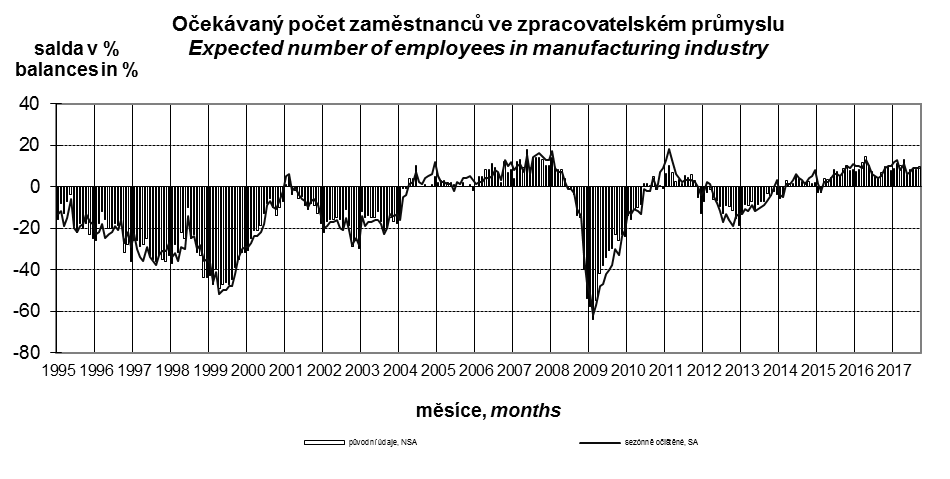 Očekávaný počet zaměstnanců ve zpracovatelském průmyslu
Expected number of employees in manufacturing industry
salda v %
balances in %
40
20
0
-20
-40
-60
-80
1995 1996 1997 1998 1999 2000 2001 2002 2003 2004 2005 2006 2007 2008 2009 2010 2011 2012 2013 2014 2015 2016 2017
měsíce, months
původní údaje, NSA
sezónně očištěné, SA